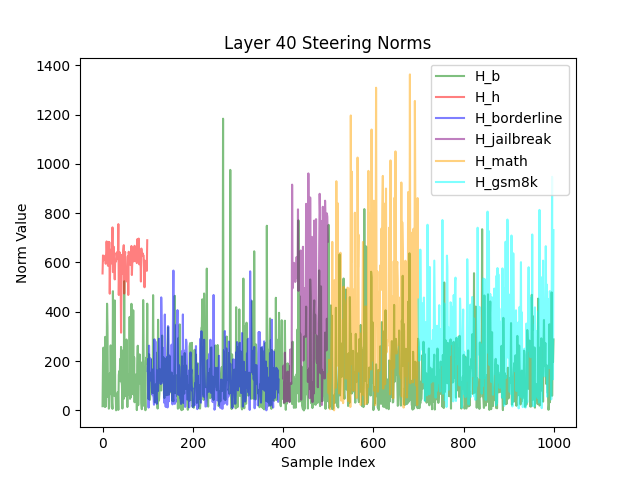 Layer 40 Steering Norms
1400
1200
1000
800
600
400
200
0
Norm Value
H_b
H_h
H_borderline
H_jailbreak
H_math
H_gsm8k
0
200
400
600
800
1000
Sample Index